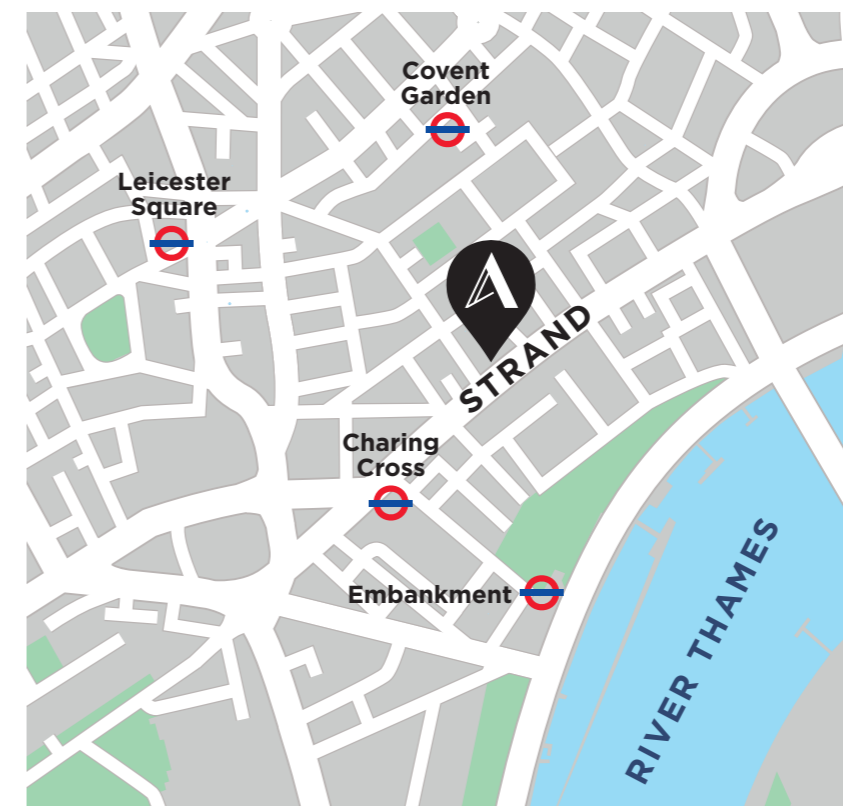 Covent
Garden
Leicester
Square
STRAND
Charing
Cross
Embankment
RIVER THAMES